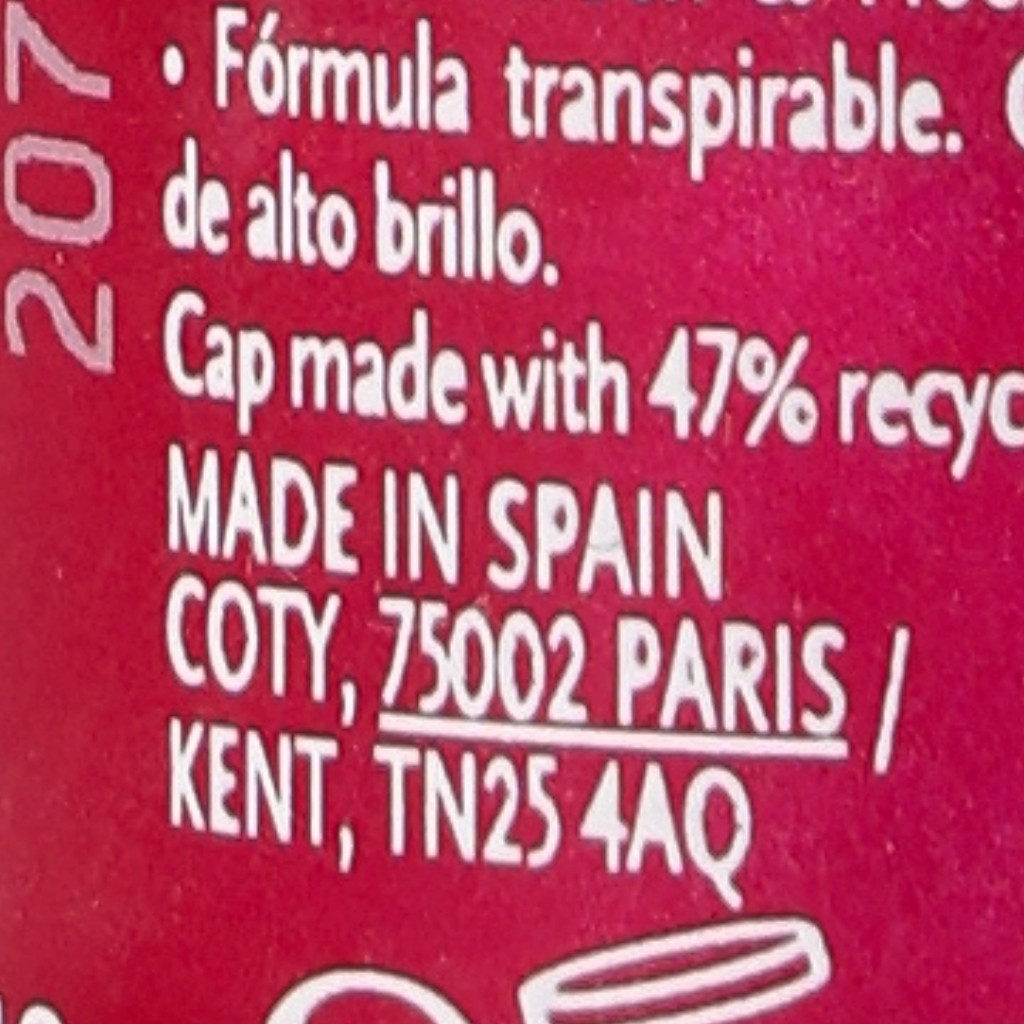 • Fórmula transpirable.
de alto brillo.
Cap made with 47%
MADE IN SPAIN
COTY, 75002 PARIS /
KENT, TN25 4AQ
207